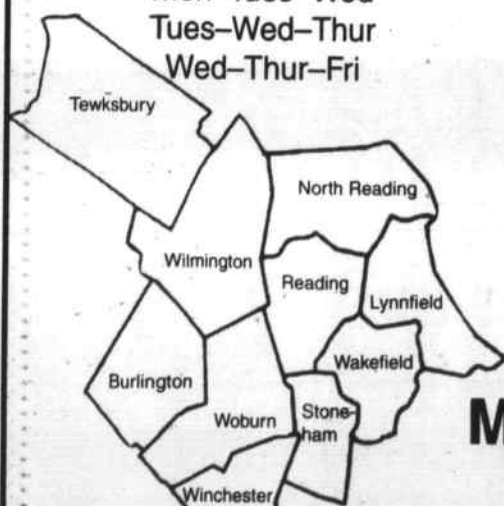 Tues–Wed–Thur
Wed–Thur–Fri
Tewksbury
North Reading
Wilmington
Reading
Lynnfield
Wakefield
Burlington
Woburn
Stone-
ham
M
Winchester